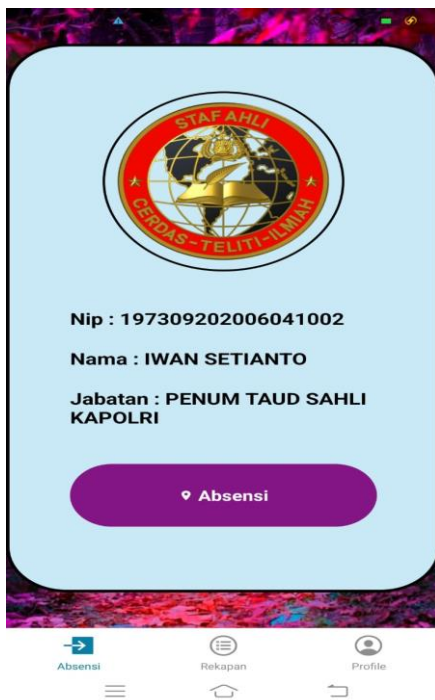 STAF AHLI
CERDAS-TELITI-ILMIAH
Nip : 197309202006041002
Nama : IWAN SETIANTO
Jabatan : PENUM TAUD SAHLI
KAPOLRI
Absensi
Absensi
Rekapan
Profile